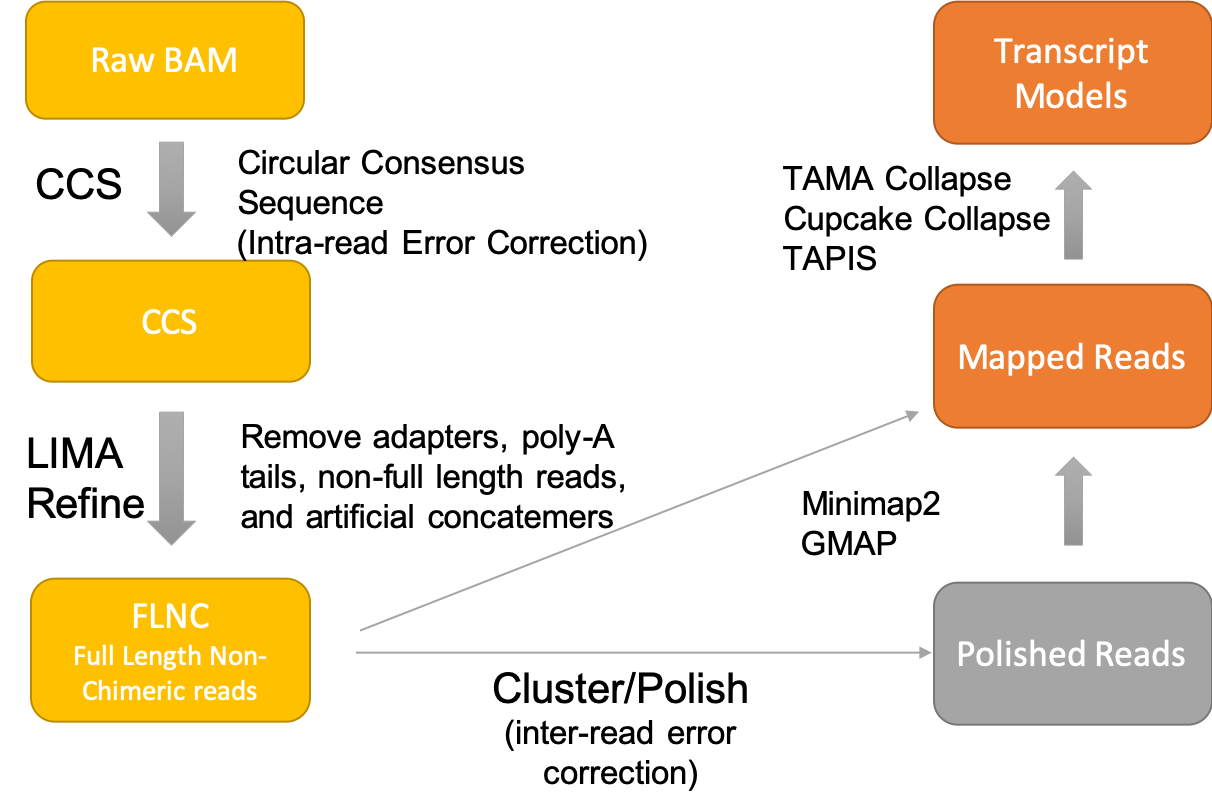 Raw BAM
CCS
Circular Consensus
Sequence
(Intra-read Error Correction)
CCS
LIMA
Refine
Remove adapters, poly-A
tails, non-full length reads,
and artificial concatemers
FLNC
Full Length Non-
Chimeric reads
Cluster/Polish
(inter-read error
correction)
Polished Reads
Minimap2
GMAP
Mapped Reads
TAMA Collapse
Cupcake Collapse
TAPIS
Transcript
Models